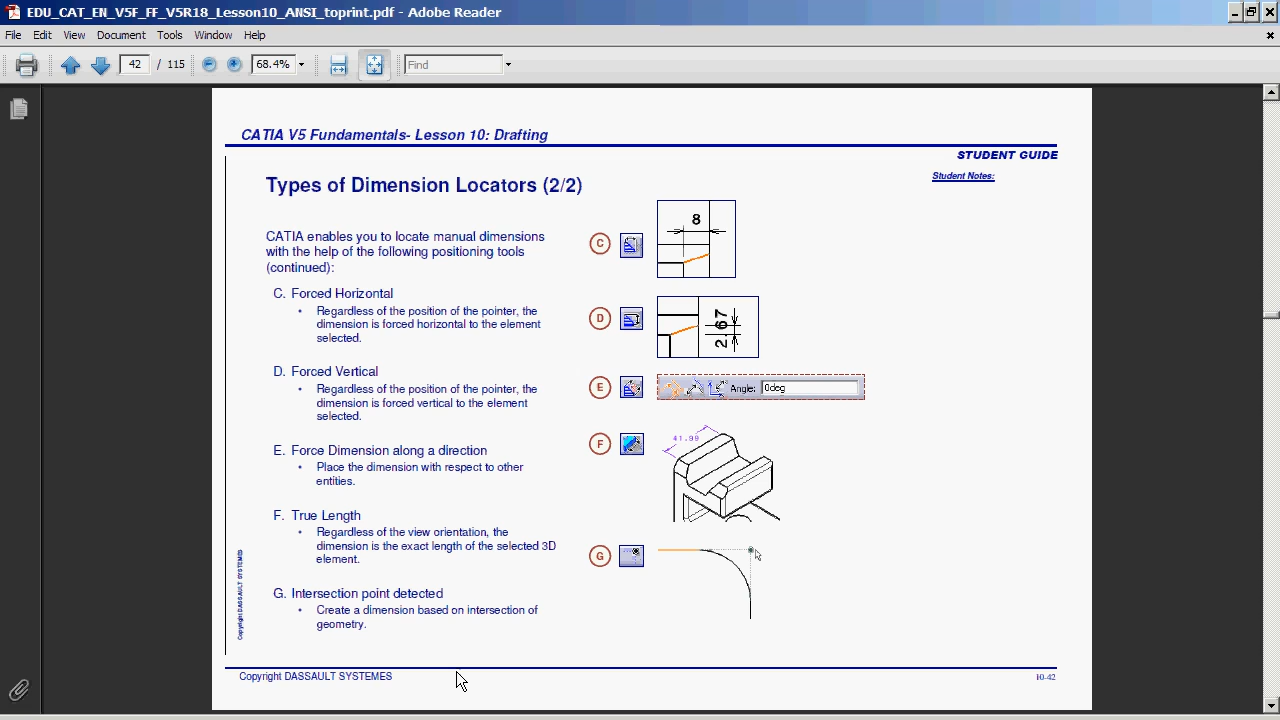 EDU_CAT_EN_V5F_FF_V5R18_Lesson10_ANSI_toprint.pdf - Adobe Reader
File Edit View Document Tools Window Help
42 / 115 68.4% Find
CATIA V5 Fundamentals- Lesson 10: Drafting
STUDENT GUIDE
Student Notes:
Types of Dimension Locators (2/2)
CATIA enables you to locate manual dimensions
with the help of the following positioning tools
(continued):
C. Forced Horizontal
• Regardless of the position of the pointer, the
dimension is forced horizontal to the element
selected.
D. Forced Vertical
• Regardless of the position of the pointer, the
dimension is forced vertical to the element
selected.
E. Force Dimension along a direction
• Place the dimension with respect to other
entities.
F. True Length
• Regardless of the view orientation, the
dimension is the exact length of the selected 3D
element.
G. Intersection point detected
• Create a dimension based on intersection of
geometry.
C
8
D
2.67
E
Angle: 0deg
F
41.99
G
Copyright DASSAULT SYSTEMES
Copyright DASSAULT SYSTEMES
10-42